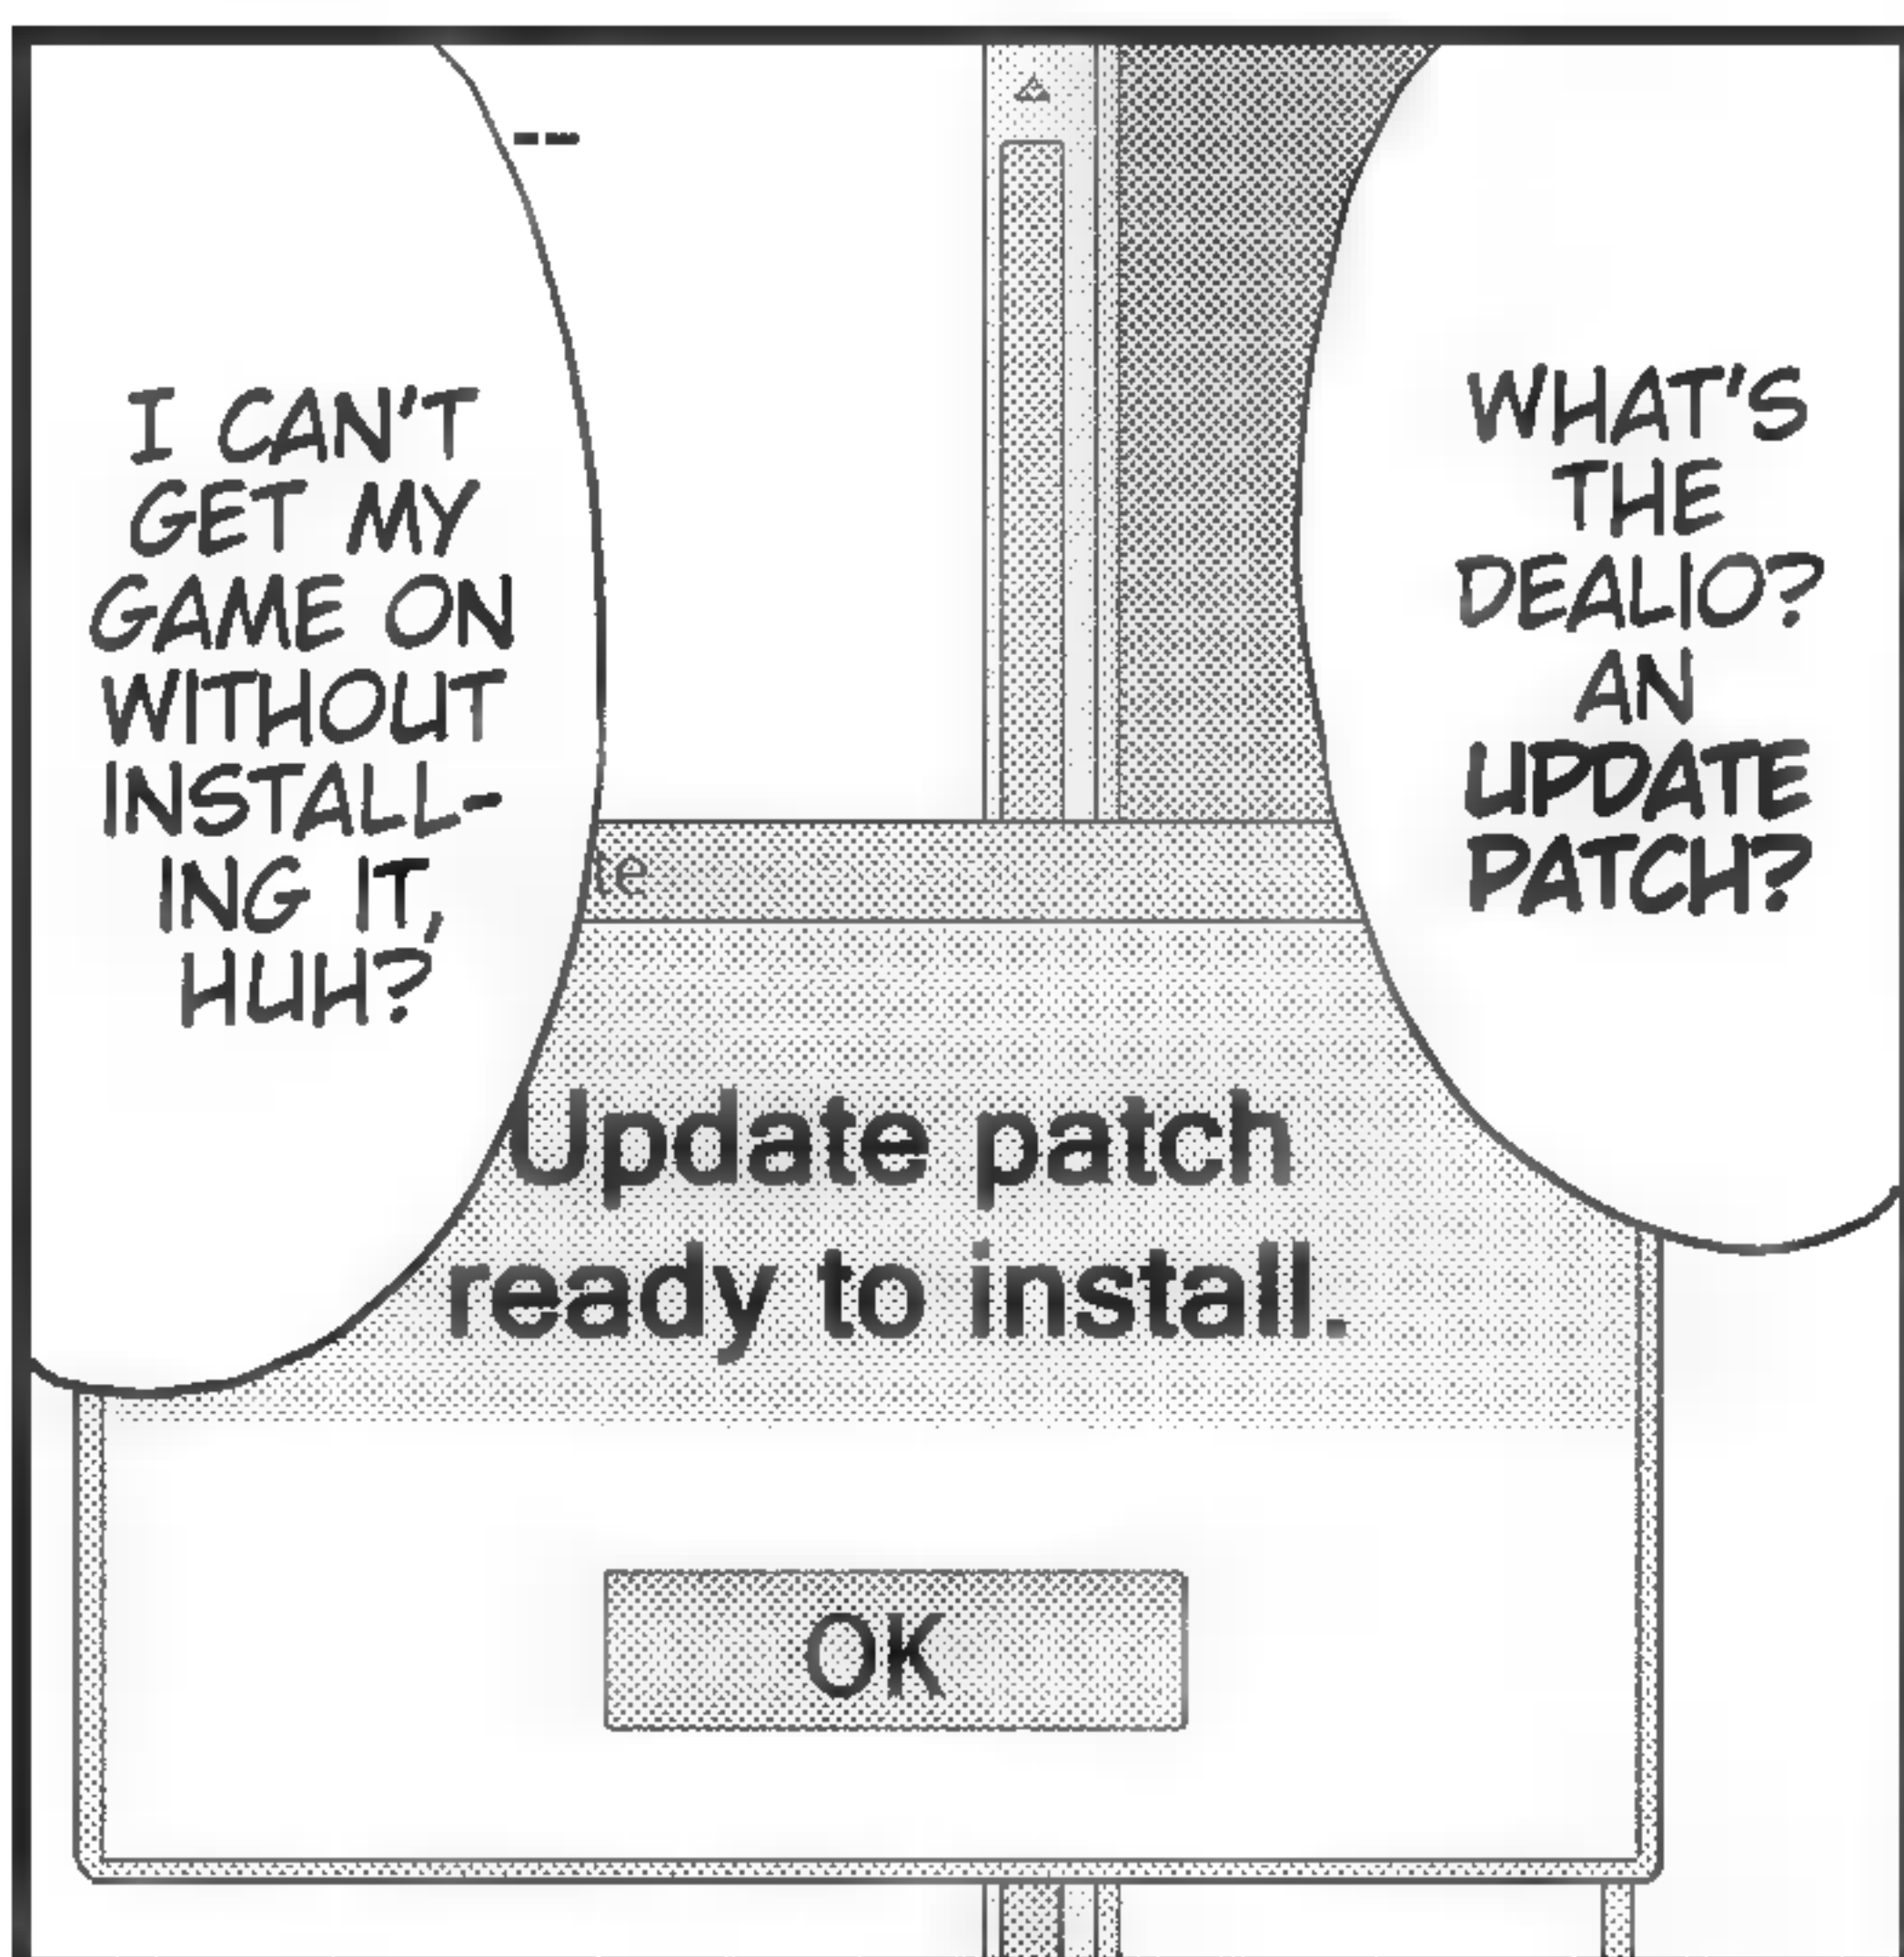 WHAT'S
THE
DEALIO?
AN
UPDATE
PATCH?
I CAN'T
GET MY
GAME ON
WITHOUT
INSTALL-
ING IT,
HUH?
--
te
Update patch
ready to install.
OK